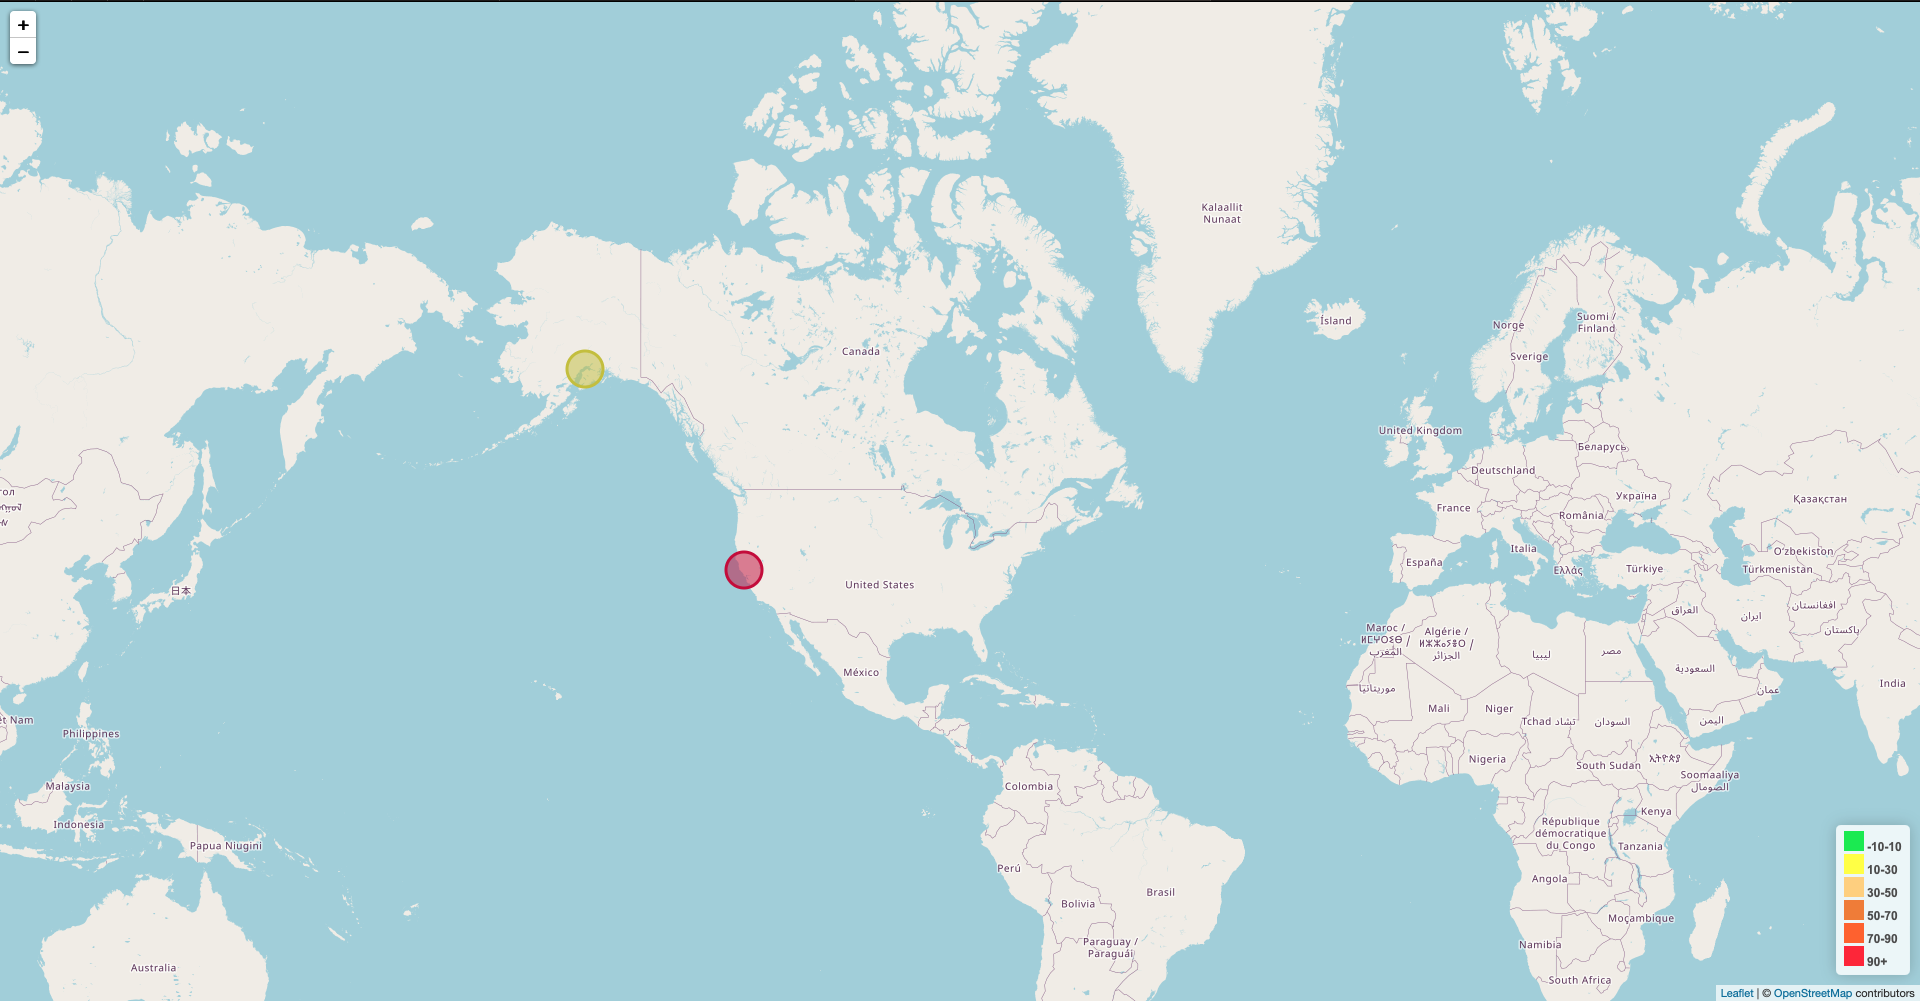 +
−
Kalaallit
Nunaat
Ísland
Norge
Suomi /
Finland
Sverige
Canada
United Kingdom
Беларусь
Deutschland
Україна
Қазақстан
France
România
Italia
Oʻzbekiston
España
Ελλάς
Türkiye
Türkmenistan
United States
日本
العراق
ایران
افغانستان
پاکستان
Maroc /
ⵍⵎⵖⵔⵉⴱ /
المغرب
Algérie /
ⵍⵣⵣⴰⵢⴻⵔ /
الجزائر
ليبيا
مصر
السعودية
عمان
India
México
موريتانيا
Mali
Niger
Tchad تشاد
السودان
اليمن
Philippines
Nigeria
South Sudan
ኢትዮጵያ
Soomaaliya
الصومال
Malaysia
Colombia
Indonesia
Kenya
République
démocratique
du Congo
Tanzania
Papua Niugini
Perú
Angola
Brasil
Bolivia
Moçambique
Paraguay /
Paraguái
Namibia
Australia
South Africa
-10-10
10-30
30-50
50-70
70-90
90+
Leaflet | © OpenStreetMap contributors